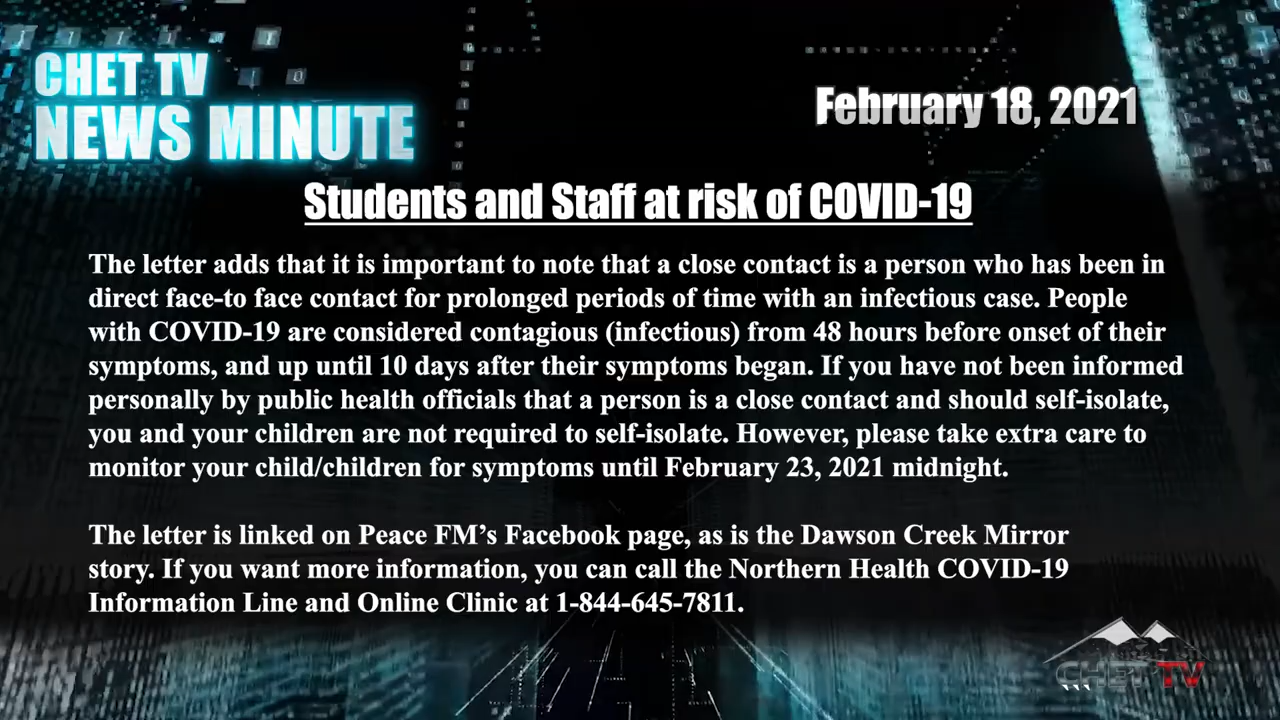 CHET TV
NEWS MINUTE
February 18, 2021
Students and Staff at risk of COVID-19
The letter adds that it is important to note that a close contact is a person who has been in
direct face-to face contact for prolonged periods of time with an infectious case. People
with COVID-19 are considered contagious (infectious) from 48 hours before onset of their
symptoms, and up until 10 days after their symptoms began. If you have not been informed
personally by public health officials that a person is a close contact and should self-isolate,
you and your children are not required to self-isolate. However, please take extra care to
monitor your child/children for symptoms until February 23, 2021 midnight.
The letter is linked on Peace FM’s Facebook page, as is the Dawson Creek Mirror
story. If you want more information, you can call the Northern Health COVID-19
Information Line and Online Clinic at 1-844-645-7811.
CHET TV